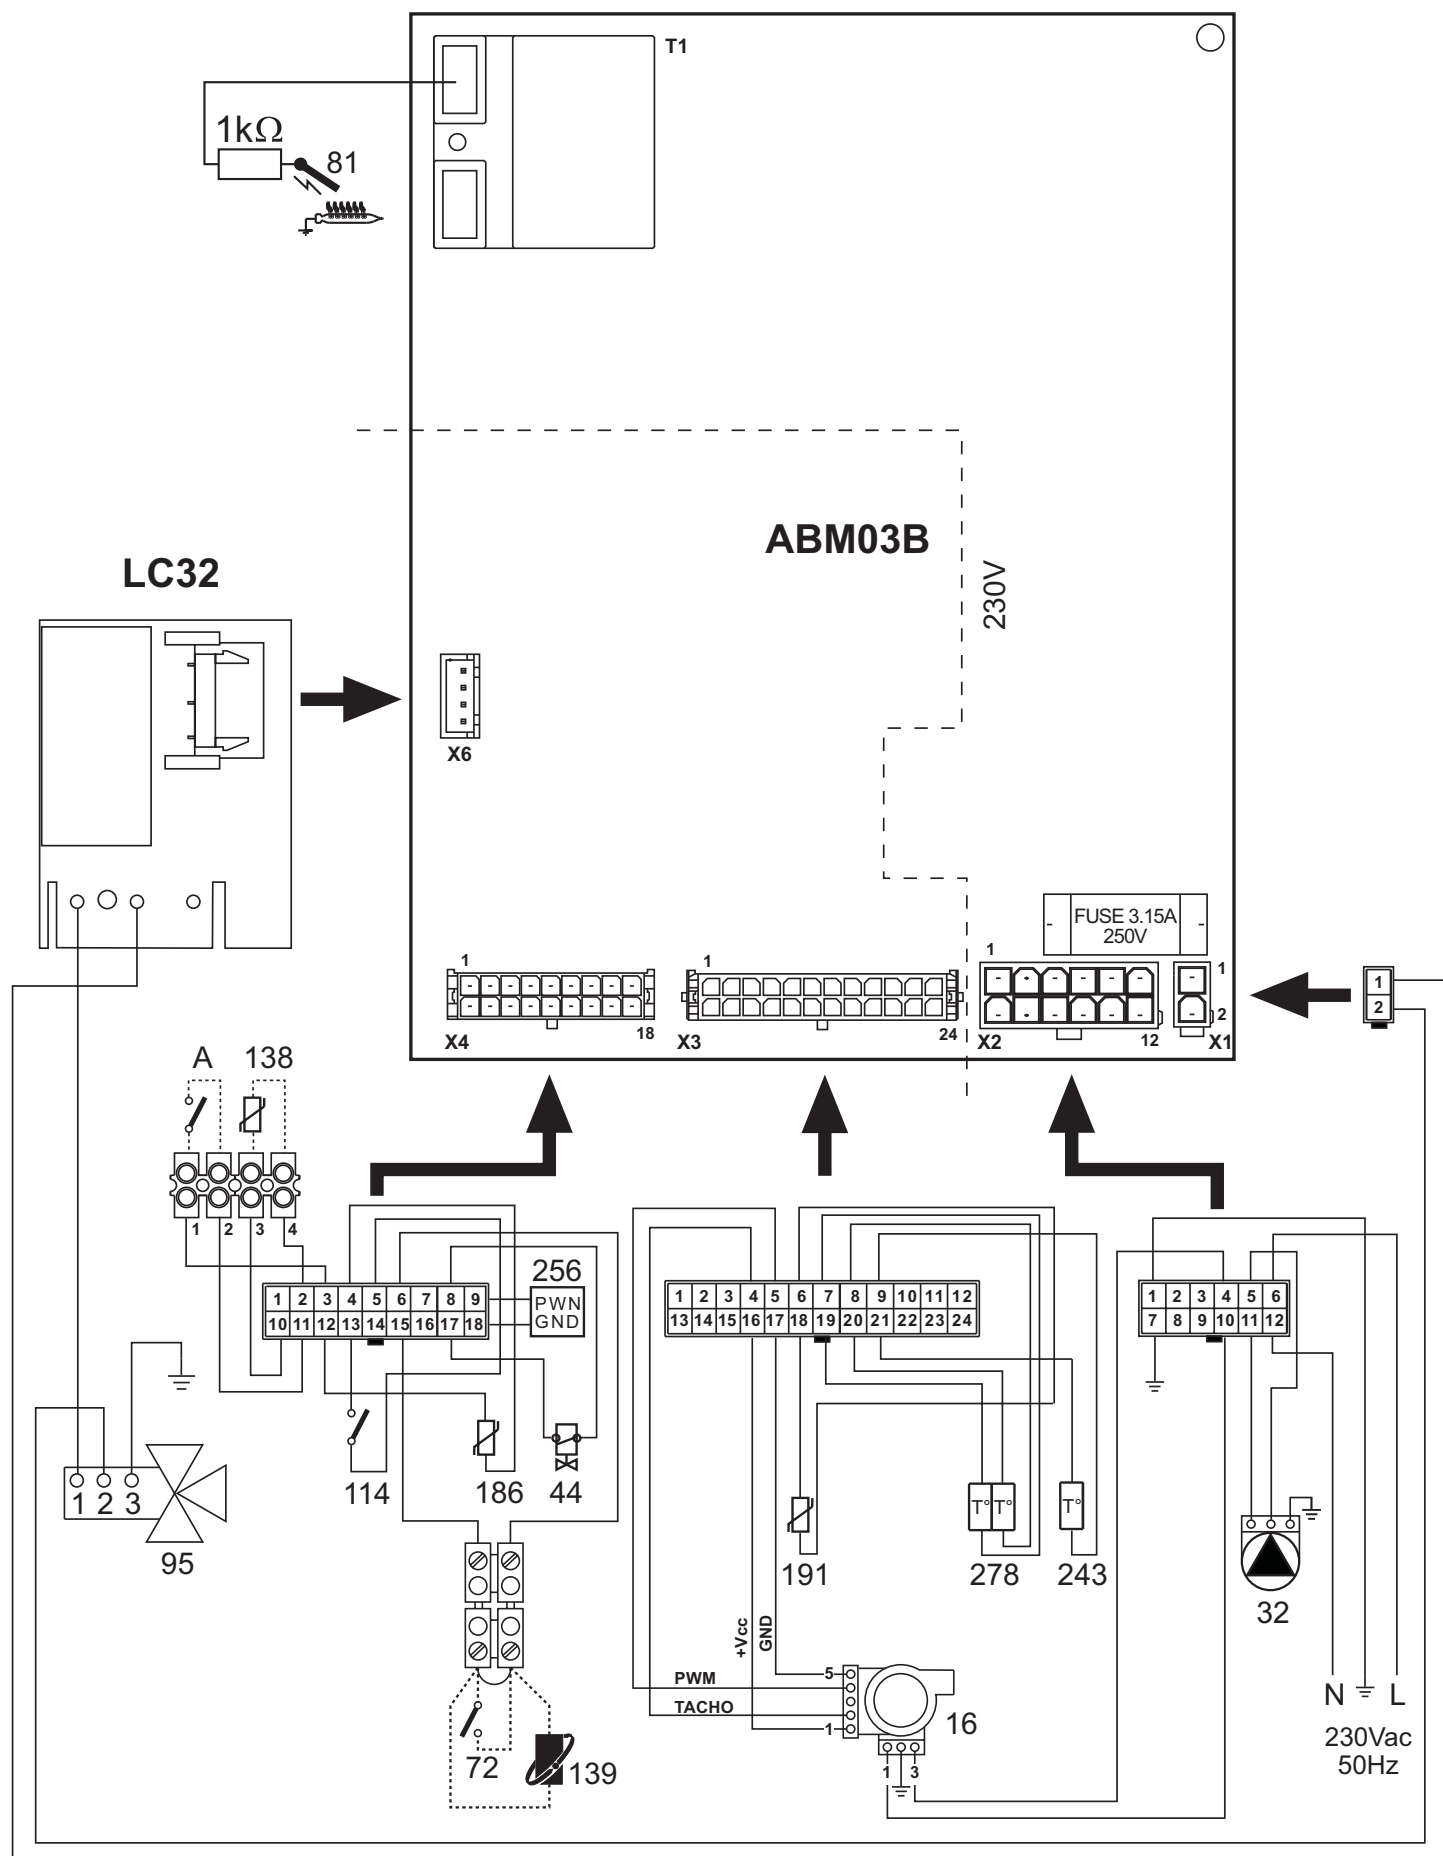 T1
1kΩ
81
ABM03B
LC32
230V
X6
FUSE 3.15A
250V
1
1
1
1
1
2
2
X4
18
X3
24
X2
12
X1
A
138
1
2
3
4
256
PWN
GND
1 2 3 4 5 6 7 8 9
10 11 12 13 14 15 16 17 18
1 2 3 4 5 6 7 8 9 10 11 12
13 14 15 16 17 18 19 20 21 22 23 24
1 2 3 4 5 6
7 8 9 10 11 12
1 2 3
95
114
186
44
T° T°
T°
191
278
243
32
+Vcc
GND
PWM
TACHO
5
1
16
1
3
72
139
N
L
230Vac
50Hz